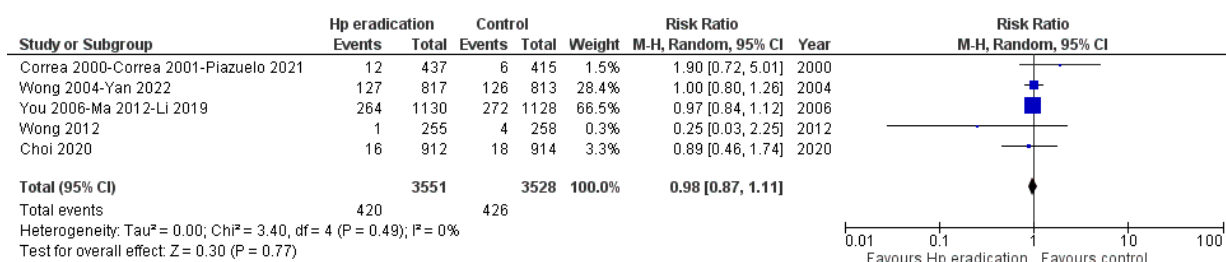 Hp eradication Control Risk Ratio Risk Ratio
Study or Subgroup Events Total Events Total Weight M-H, Random, 95% CI Year M-H, Random, 95% CI
Correa 2000-Correa 2001-Piazuelo 2021 12 437 6 415 1.5% 1.90 [0.72, 5.01] 2000
Wong 2004-Yan 2022 127 817 126 813 28.4% 1.00 [0.80, 1.26] 2004
You 2006-Ma 2012-Li 2019 264 1130 272 1128 66.5% 0.97 [0.84, 1.12] 2006
Wong 2012 1 255 4 258 0.3% 0.25 [0.03, 2.25] 2012
Choi 2020 16 912 18 914 3.3% 0.89 [0.46, 1.74] 2020
Total (95% CI) 3551 3528 100.0% 0.98 [0.87, 1.11]
Total events 420 426
Heterogeneity: Tau² = 0.00; Chi² = 3.40, df = 4 (P = 0.49); I² = 0%
Test for overall effect: Z = 0.30 (P = 0.77)
0.01 0.1 1 10 100
Favours Hp eradication Favours control